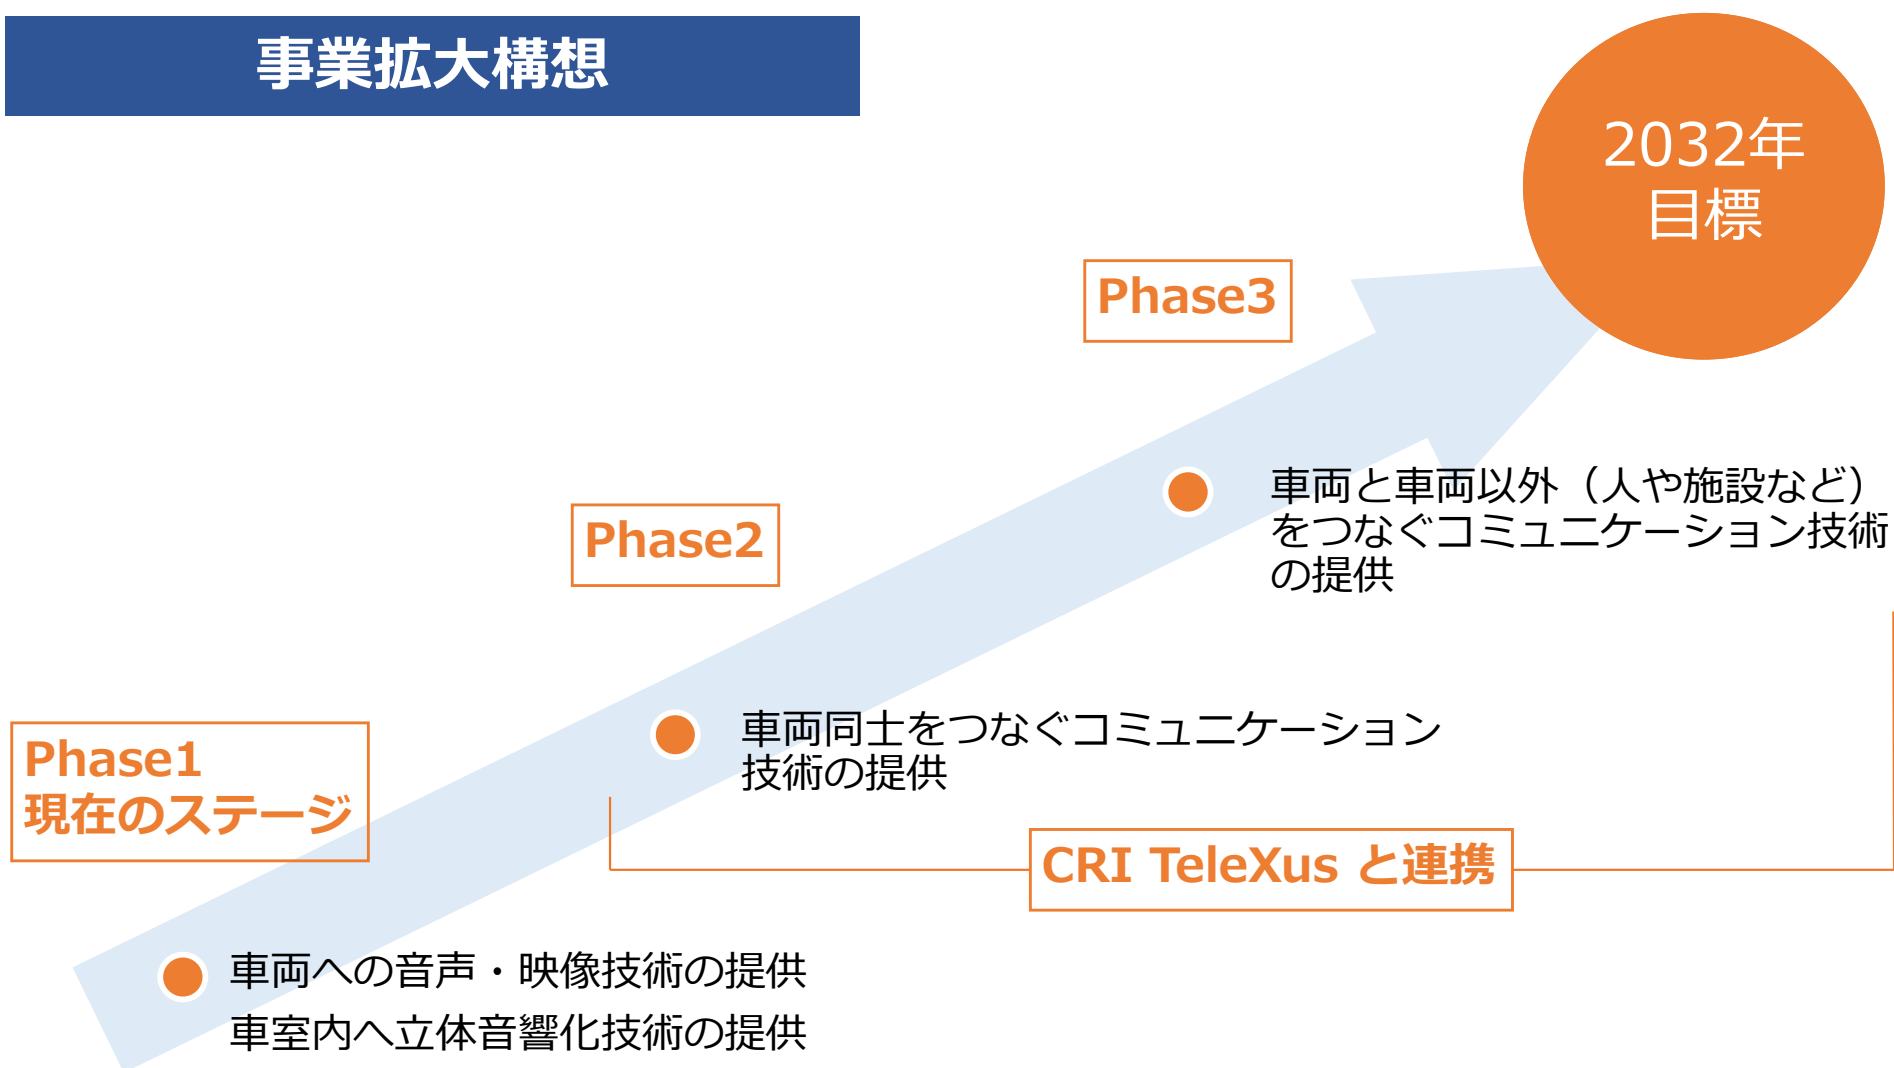 事業拡大構想
2032年
目標
Phase3
車両と車両以外（人や施設など）
をつなぐコミュニケーション技術
の提供
Phase2
車両同士をつなぐコミュニケーション
技術の提供
Phase1
現在のステージ
CRI TeleXus と連携
車両への音声・映像技術の提供
車室内へ立体音響化技術の提供